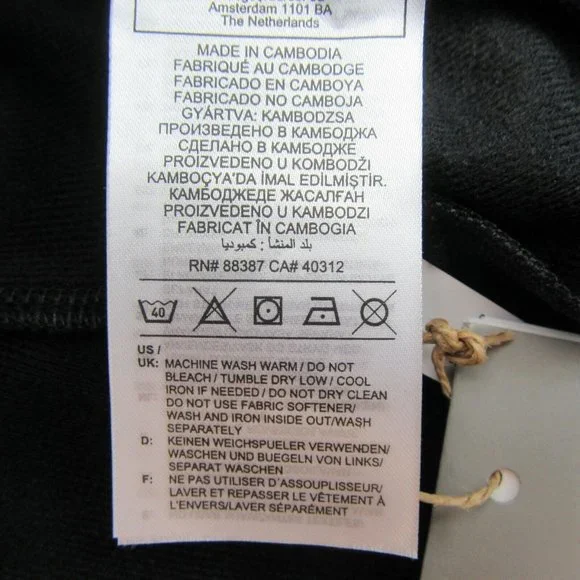 Amsterdam 1101 BA
The Netherlands
MADE IN CAMBODIA
FABRIQUÉ AU CAMBODGE
FABRICADO EN CAMBOYA
FABRICADO NO CAMBOJA
GYÁRTVA: KAMBODZSA
ПРОИЗВЕДЕНО В КАМБОДЖА
СДЕЛАНО В КАМБОДЖЕ
PROIZVEDENO U KOMBODŽI
KAMBOÇYA'DA İMAL EDİLMİŞTİR.
КАМБОДЖЕДЕ ЖАСАЛҒАН
PROIZVEDENO U KAMBODZI
FABRICAT ÎN CAMBOGIA
بلد المنشأ : كمبوديا
RN# 88387 CA# 40312
40
US /
UK: MACHINE WASH WARM / DO NOT
BLEACH / TUMBLE DRY LOW / COOL
IRON IF NEEDED / DO NOT DRY CLEAN
DO NOT USE FABRIC SOFTENER/
WASH AND IRON INSIDE OUT/WASH
SEPARATELY
D: KEINEN WEICHSPUELER VERWENDEN/
WASCHEN UND BUEGELN VON LINKS/
SEPARAT WASCHEN
F: NE PAS UTILISER D´ASSOUPLISSEUR/
LAVER ET REPASSER LE VÊTEMENT À
L'ENVERS/LAVER SÉPARÉMENT